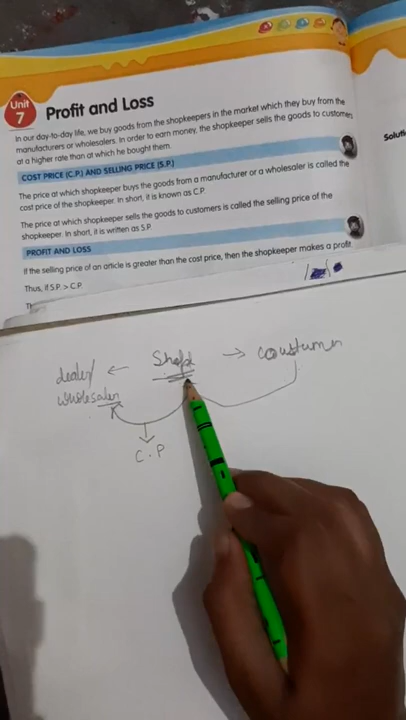 Unit
7
Profit and Loss
In our day-to-day life, we buy goods from the shopkeepers in the market which they buy from the
manufacturers or wholesalers. In order to earn money, the shopkeeper sells the goods to customers
at a higher rate than at which he bought them.
COST PRICE (C.P.) AND SELLING PRICE (S.P.)
The price at which shopkeeper buys the goods from a manufacturer or a wholesaler is called the
cost price of the shopkeeper. In short, it is known as C.P.
The price at which shopkeeper sells the goods to customers is called the selling price of the
shopkeeper. In short, it is written as S.P.
PROFIT AND LOSS
If the selling price of an article is greater than the cost price, then the shopkeeper makes a profit.
Thus, if S.P. > C.P.
dealer/ ← Shop → coustumer
wholesaler
C.P